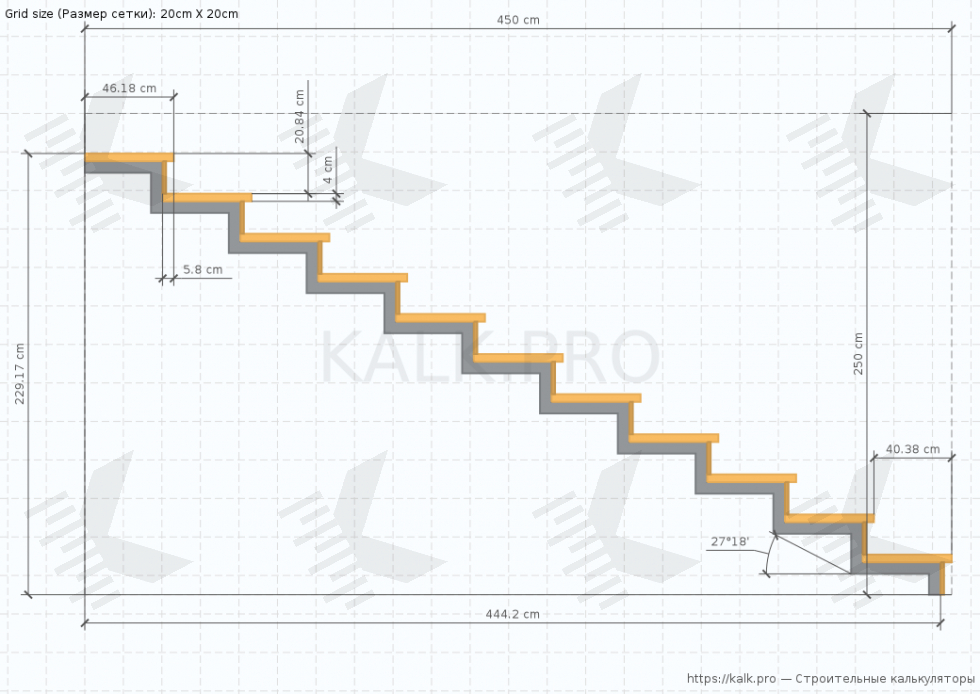 Grid size (Размер сетки): 20cm X 20cm
450 cm
46.18 cm
20.84 cm
4 cm
5.8 cm
KALK.PRO
229.17 cm
250 cm
40.38 cm
27°18'
444.2 cm
https://kalk.pro — Строительные калькуляторы